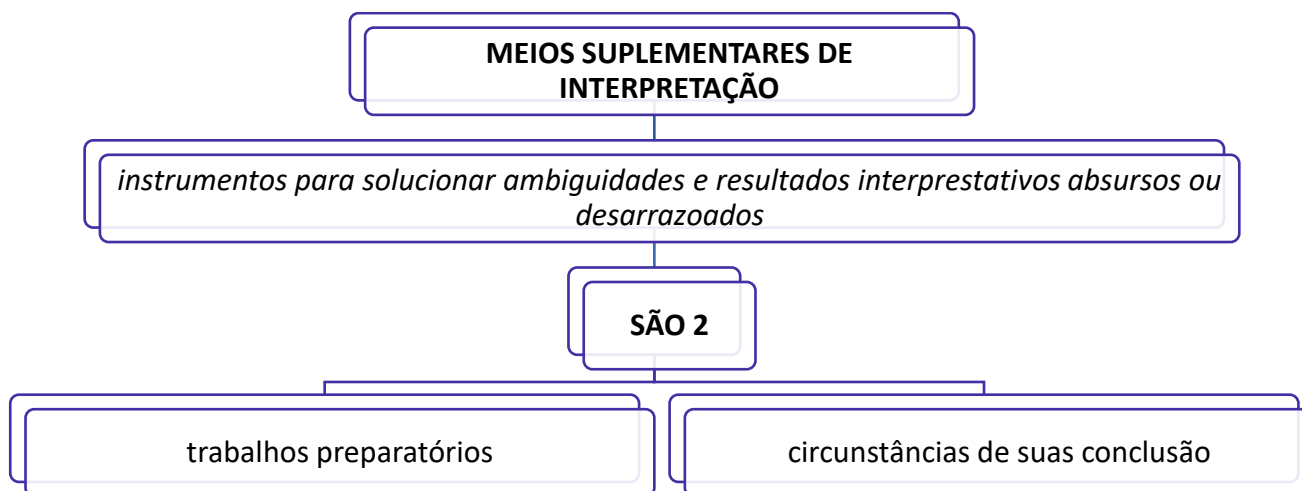 MEIOS SUPLEMENTARES DE
INTERPRETAÇÃO
instrumentos para solucionar ambiguidades e resultados interprestativos absursos ou
desarrazoados
SÃO 2
trabalhos preparatórios
circunstâncias de suas conclusão